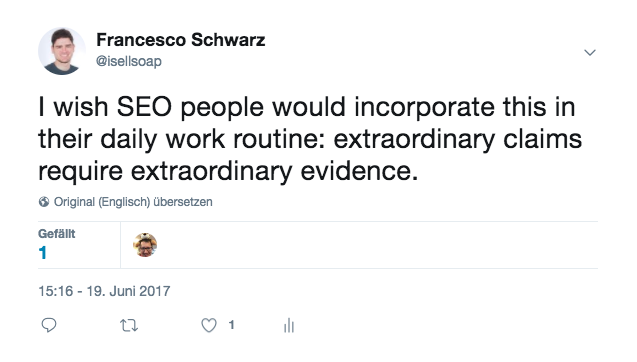 Francesco Schwarz
@isellsoap
I wish SEO people would incorporate this in
their daily work routine: extraordinary claims
require extraordinary evidence.
Original (Englisch) übersetzen
Gefällt
1
15:16 - 19. Juni 2017
1